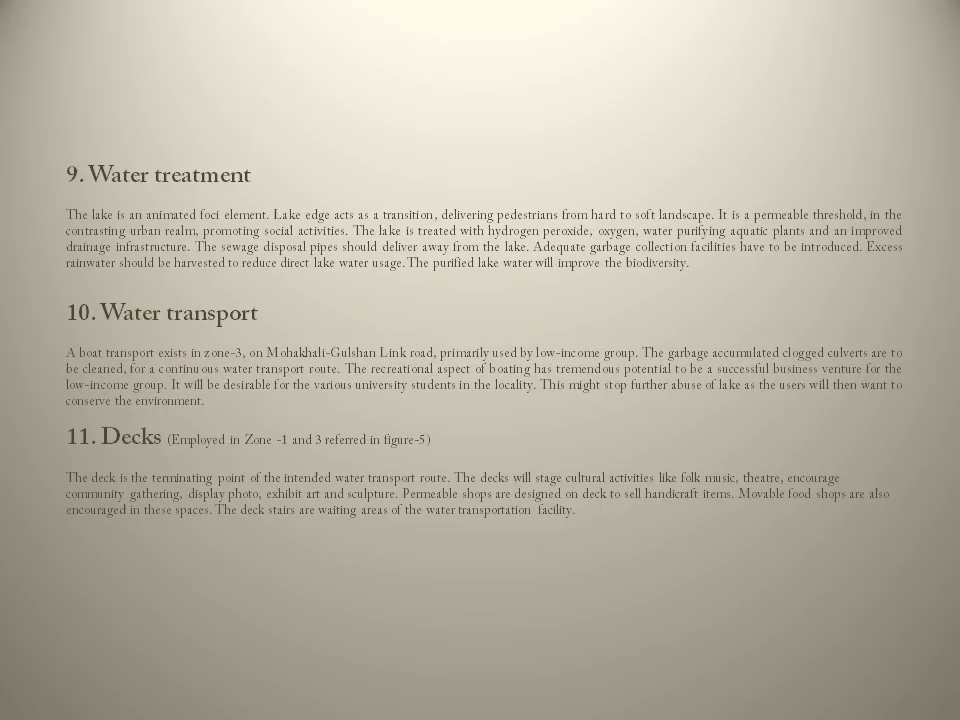 9. Water treatment
The lake is an animated foci element. Lake edge acts as a transition, delivering pedestrians from hard to soft landscape. It is a permeable threshold, in the
contrasting urban realm, promoting social activities. The lake is treated with hydrogen peroxide, oxygen, water purifying aquatic plants and an improved
drainage infrastructure. The sewage disposal pipes should deliver away from the lake. Adequate garbage collection facilities have to be introduced. Excess
rainwater should be harvested to reduce direct lake water usage. The purified lake water will improve the biodiversity.
10. Water transport
A boat transport exists in zone-3, on Mohakhali-Gulshan Link road, primarily used by low-income group. The garbage accumulated clogged culverts are to
be cleaned, for a continuous water transport route. The recreational aspect of boating has tremendous potential to be a successful business venture for the
low-income group. It will be desirable for the various university students in the locality. This might stop further abuse of lake as the users will then want to
conserve the environment.
11. Decks (Employed in Zone -1 and 3 referred in figure-5)
The deck is the terminating point of the intended water transport route. The decks will stage cultural activities like folk music, theatre, encourage
community gathering, display photo, exhibit art and sculpture. Permeable shops are designed on deck to sell handicraft items. Movable food shops are also
encouraged in these spaces. The deck stairs are waiting areas of the water transportation facility.